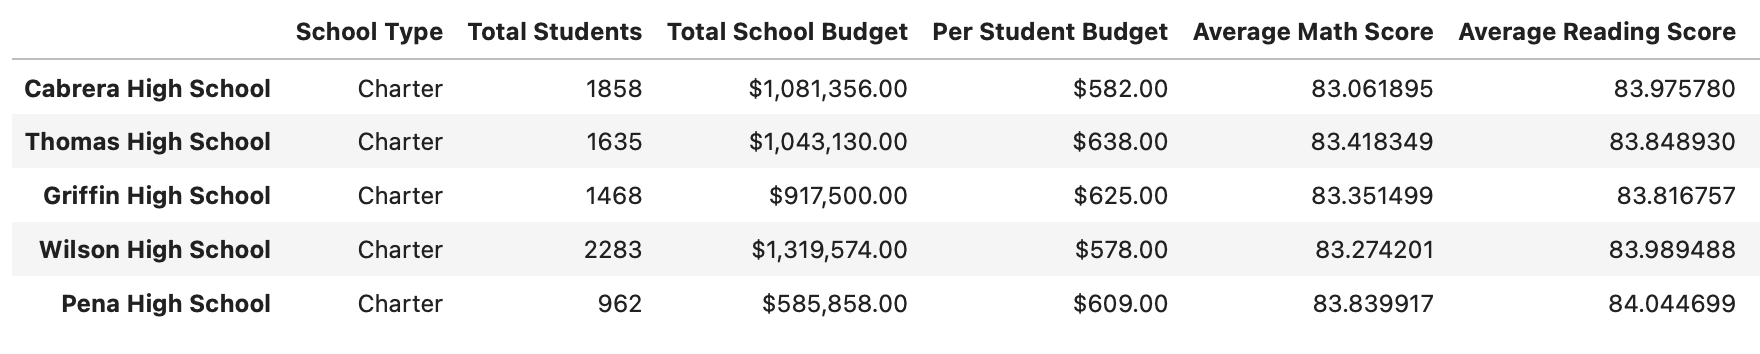 School Type Total Students Total School Budget Per Student Budget Average Math Score Average Reading Score
Cabrera High School Charter 1858 $1,081,356.00 $582.00 83.061895 83.975780
Thomas High School Charter 1635 $1,043,130.00 $638.00 83.418349 83.848930
Griffin High School Charter 1468 $917,500.00 $625.00 83.351499 83.816757
Wilson High School Charter 2283 $1,319,574.00 $578.00 83.274201 83.989488
Pena High School Charter 962 $585,858.00 $609.00 83.839917 84.044699